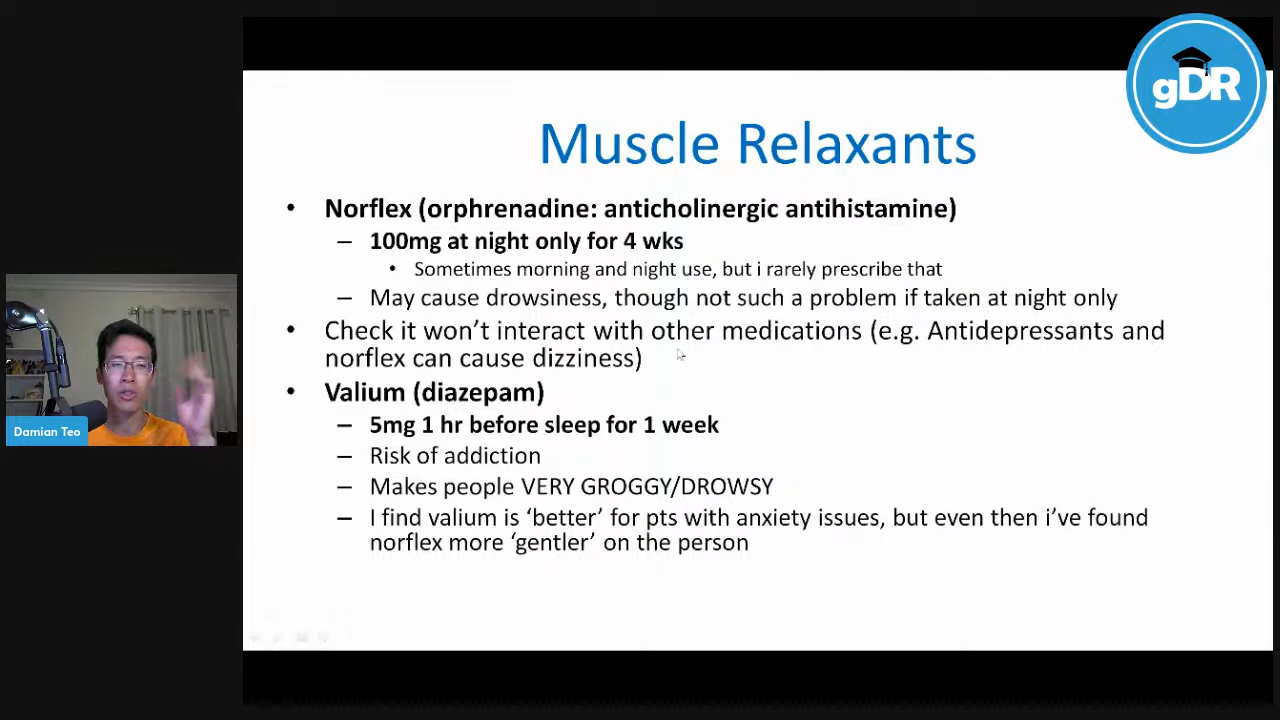 gDR
Muscle Relaxants
• Norflex (orphrenadine: anticholinergic antihistamine)
– 100mg at night only for 4 wks
• Sometimes morning and night use, but i rarely prescribe that
– May cause drowsiness, though not such a problem if taken at night only
• Check it won’t interact with other medications (e.g. Antidepressants and
norflex can cause dizziness)
• Valium (diazepam)
– 5mg 1 hr before sleep for 1 week
– Risk of addiction
– Makes people VERY GROGGY/DROWSY
– I find valium is ‘better’ for pts with anxiety issues, but even then i’ve found
norflex more ‘gentler’ on the person
Damian Teo